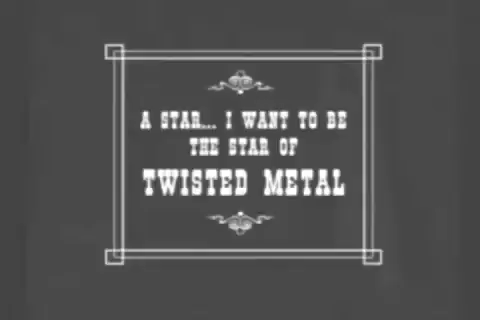 A STAR... I WANT TO BE
THE STAR OF
TWISTED METAL